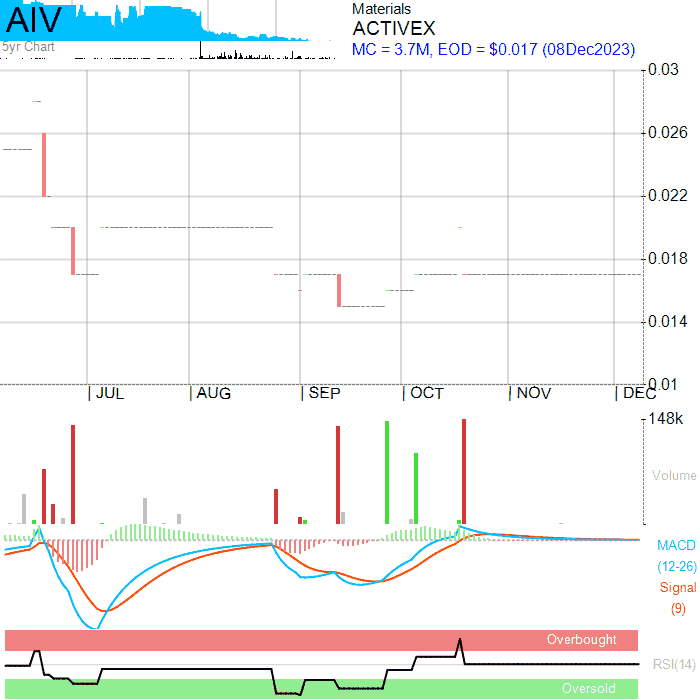 AIV
5yr Chart
Materials
ACTIVEX
MC = 3.7M, EOD = $0.017 (08Dec2023)
0.03
0.026
0.022
0.018
0.014
0.01
JUL AUG SEP OCT NOV DEC
148k
Volume
MACD
(12-26)
Signal
(9)
Overbought
RSI(14)
Oversold